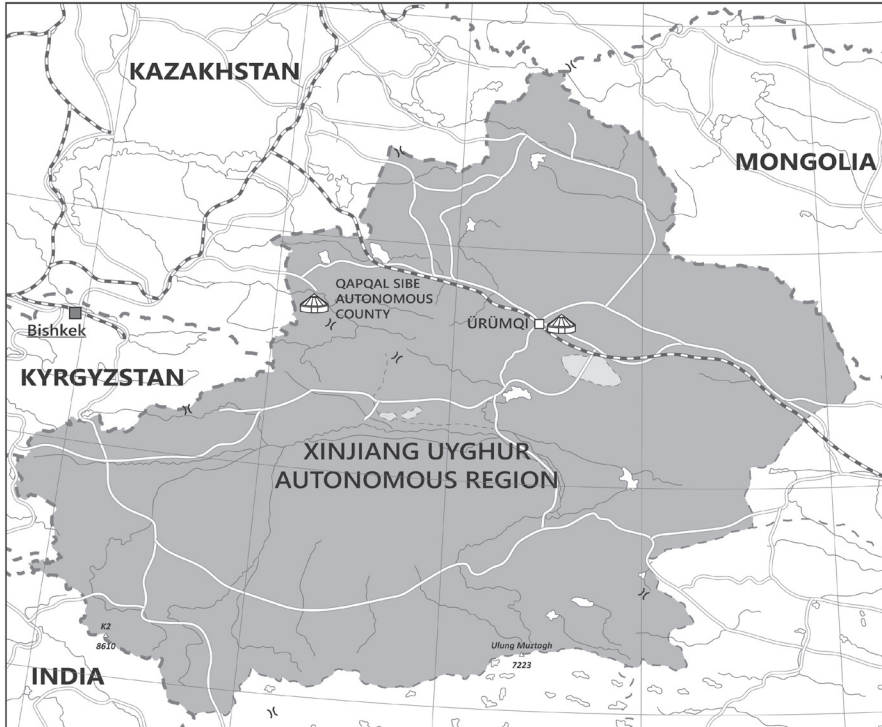 KAZAKHSTAN
MONGOLIA
QAPQAL SIBE
AUTONOMOUS
COUNTY
ÜRÜMQI
Bishkek
KYRGYZSTAN
XINJIANG UYGHUR
AUTONOMOUS REGION
K2
8610
Ulung Muztagh
7223
INDIA